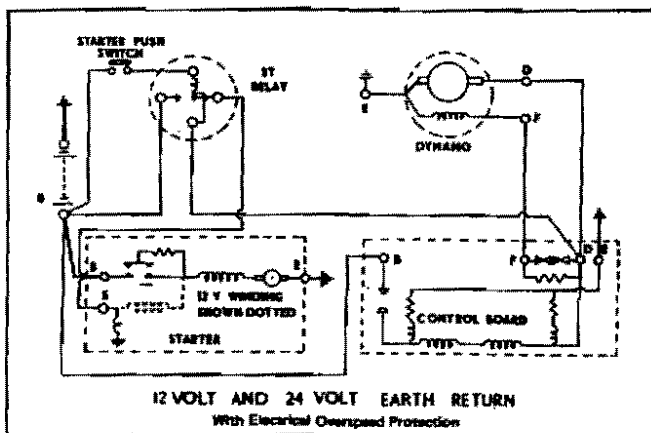 STARTER PUSH
SWITCH
ST
RELAY
D
E
F
DYNAMO
B
B
S
E
12 V WINDING
SHOWN DOTTED
STARTER
B
F
D
E
CONTROL BOARD
12 VOLT AND 24 VOLT EARTH RETURN
With Electrical Overspeed Protection